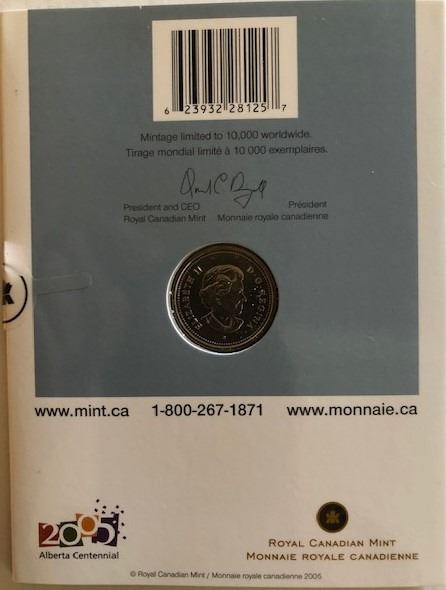 6 23932 28125 7
Mintage limited to 10,000 worldwide.
Tirage mondial limité à 10 000 exemplaires.
President and CEO
Royal Canadian Mint
Président
Monnaie royale canadienne
ELIZABETH II D·G·REGINA
www.mint.ca 1-800-267-1871 www.monnaie.ca
2005
Alberta Centennial
ROYAL CANADIAN MINT
MONNAIE ROYALE CANADIENNE
© Royal Canadian Mint / Monnaie royale canadienne 2005